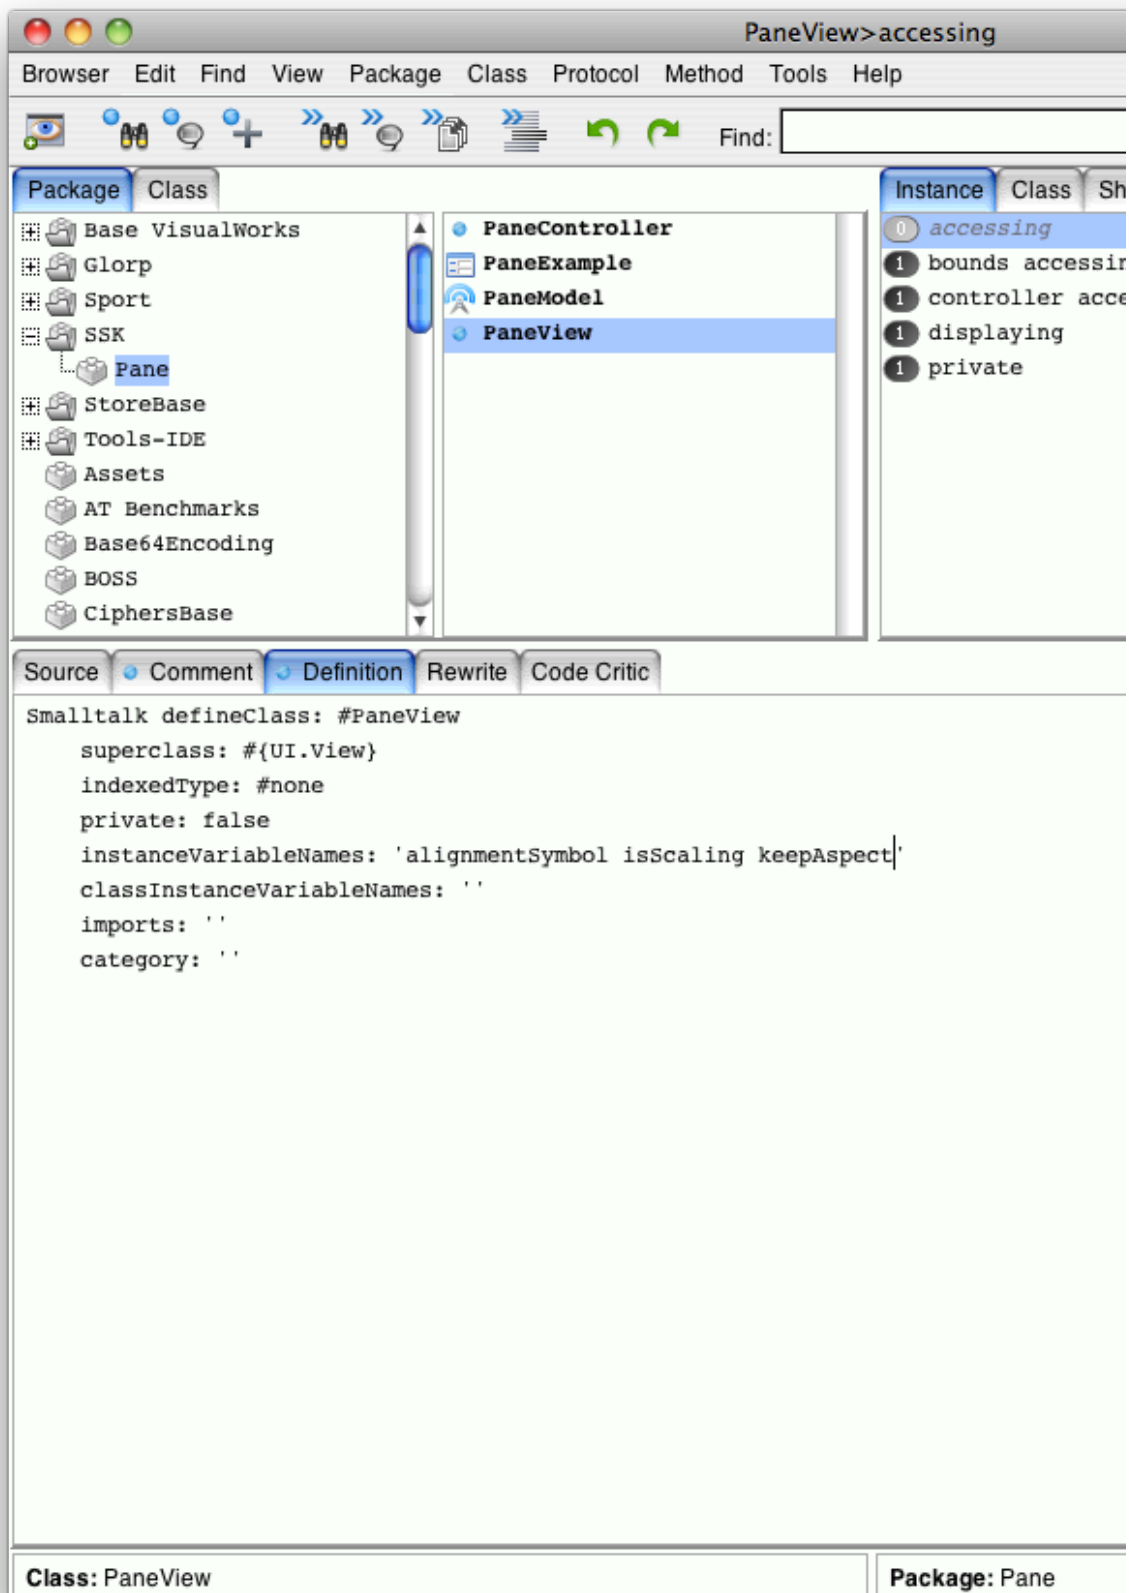 PaneView>accessing
Browser Edit Find View Package Class Protocol Method Tools Help
Find:
Package Class
Instance Class Sh
Base VisualWorks
Glorp
Sport
SSK
Pane
StoreBase
Tools-IDE
Assets
AT Benchmarks
Base64Encoding
BOSS
CiphersBase
PaneController
PaneExample
PaneModel
PaneView
0 accessing
1 bounds accessin
1 controller acce
1 displaying
1 private
Source Comment Definition Rewrite Code Critic
Smalltalk defineClass: #PaneView
superclass: #{UI.View}
indexedType: #none
private: false
instanceVariableNames: 'alignmentSymbol isScaling keepAspect'
classInstanceVariableNames: ''
imports: ''
category: ''
Class: PaneView
Package: Pane